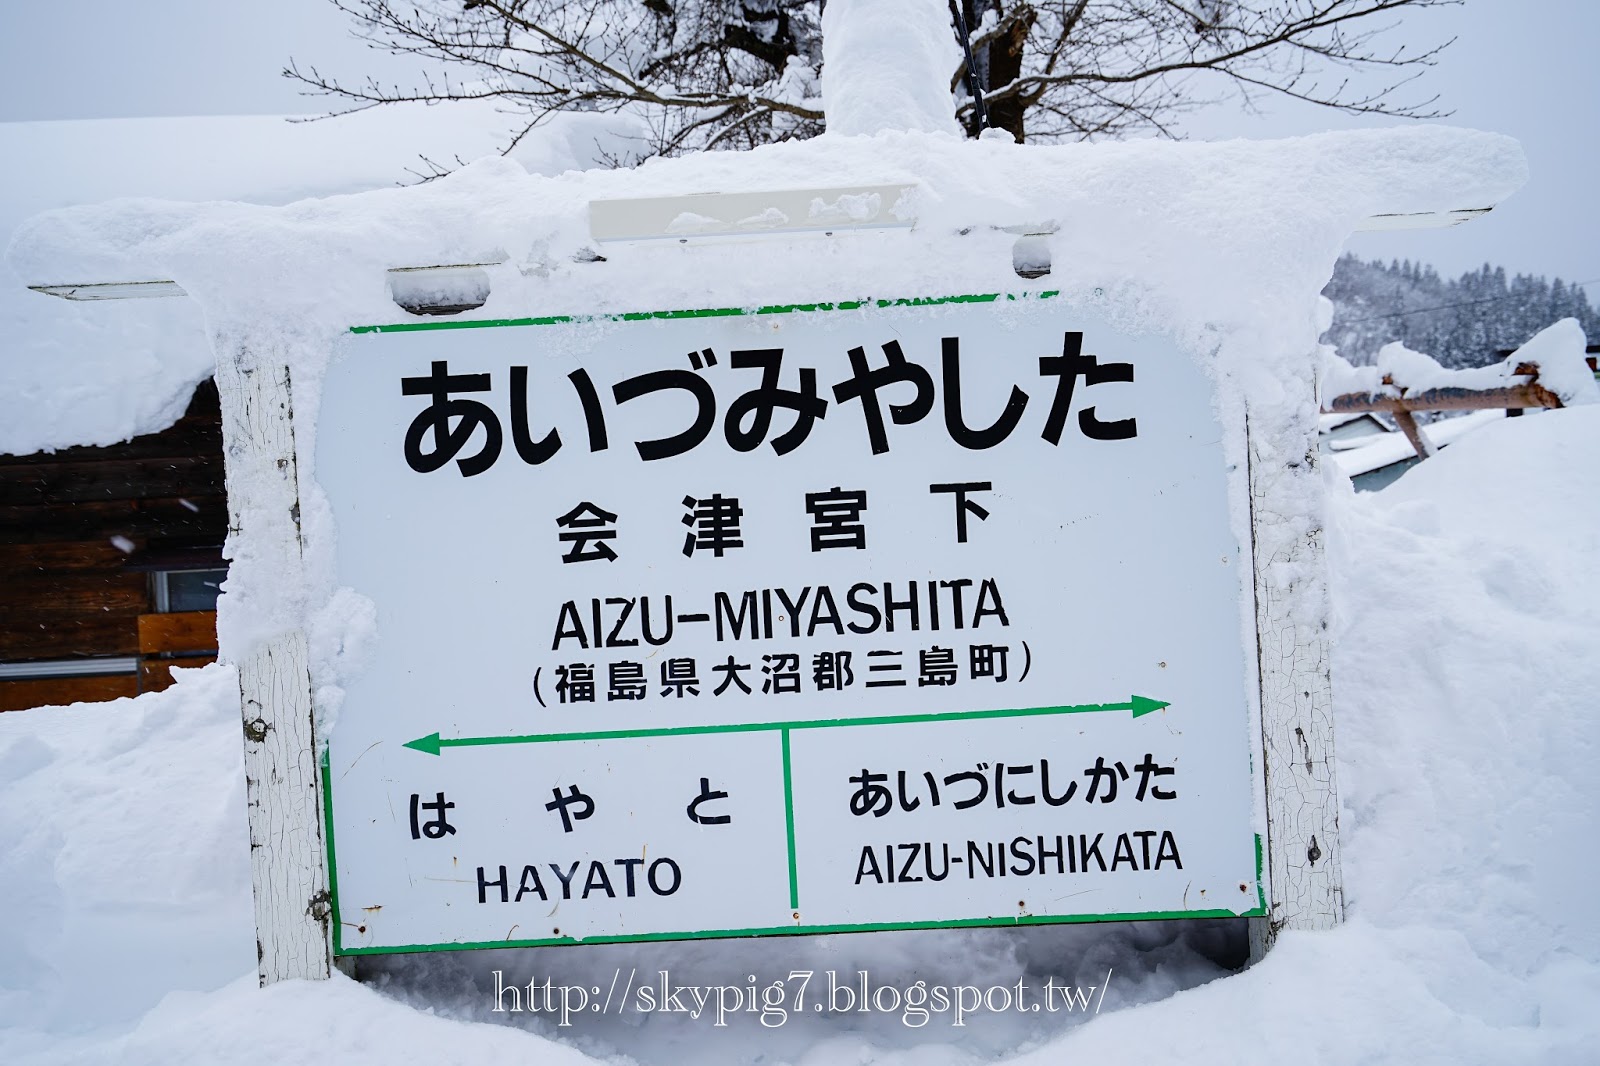 あいづみやした
会津宮下
AIZU-MIYASHITA
(福島県大沼郡三島町)
はやと
HAYATO
あいづにしかた
AIZU-NISHIKATA
http://skypig7.blogspot.tw/